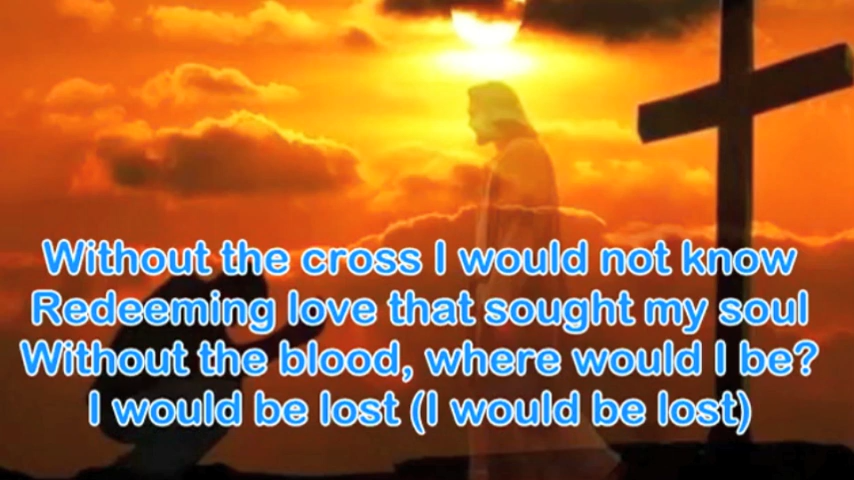 Without the cross I would not know
Redeeming love that sought my soul
Without the blood, where would I be?
I would be lost (I would be lost)